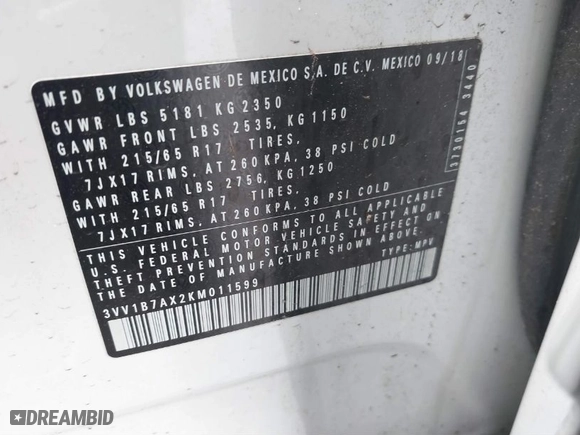 MFD BY VOLKSWAGEN DE MEXICO S.A. DE C.V. MEXICO 09/18
GVWR LBS 5181 KG 2350
GAWR FRONT LBS 2535, KG 1150
WITH 215/65 R17 TIRES,
7JX17 RIMS, AT 260 KPA, 38 PSI COLD
GAWR REAR LBS 2756, KG 1250
WITH 215/65 R17 TIRES,
7JX17 RIMS, AT 260 KPA, 38 PSI COLD
THIS VEHICLE CONFORMS TO ALL APPLICABLE
U.S. FEDERAL MOTOR VEHICLE SAFETY AND
THEFT PREVENTION STANDARDS IN EFFECT ON
THE DATE OF MANUFACTURE SHOWN ABOVE.
3VV1B7AX2KM011599 TYPE: MPV
3730154 3440
DREAMBID